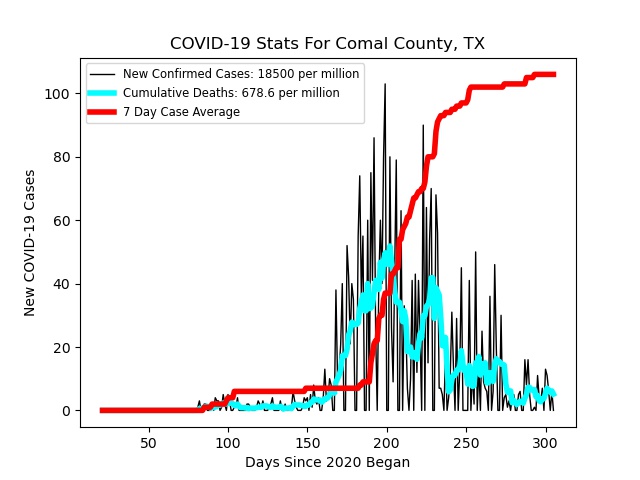 COVID-19 Stats For Comal County, TX
New Confirmed Cases: 18500 per million
Cumulative Deaths: 678.6 per million
7 Day Case Average
New COVID-19 Cases
100
80
60
40
20
0
50 100 150 200 250 300
Days Since 2020 Began